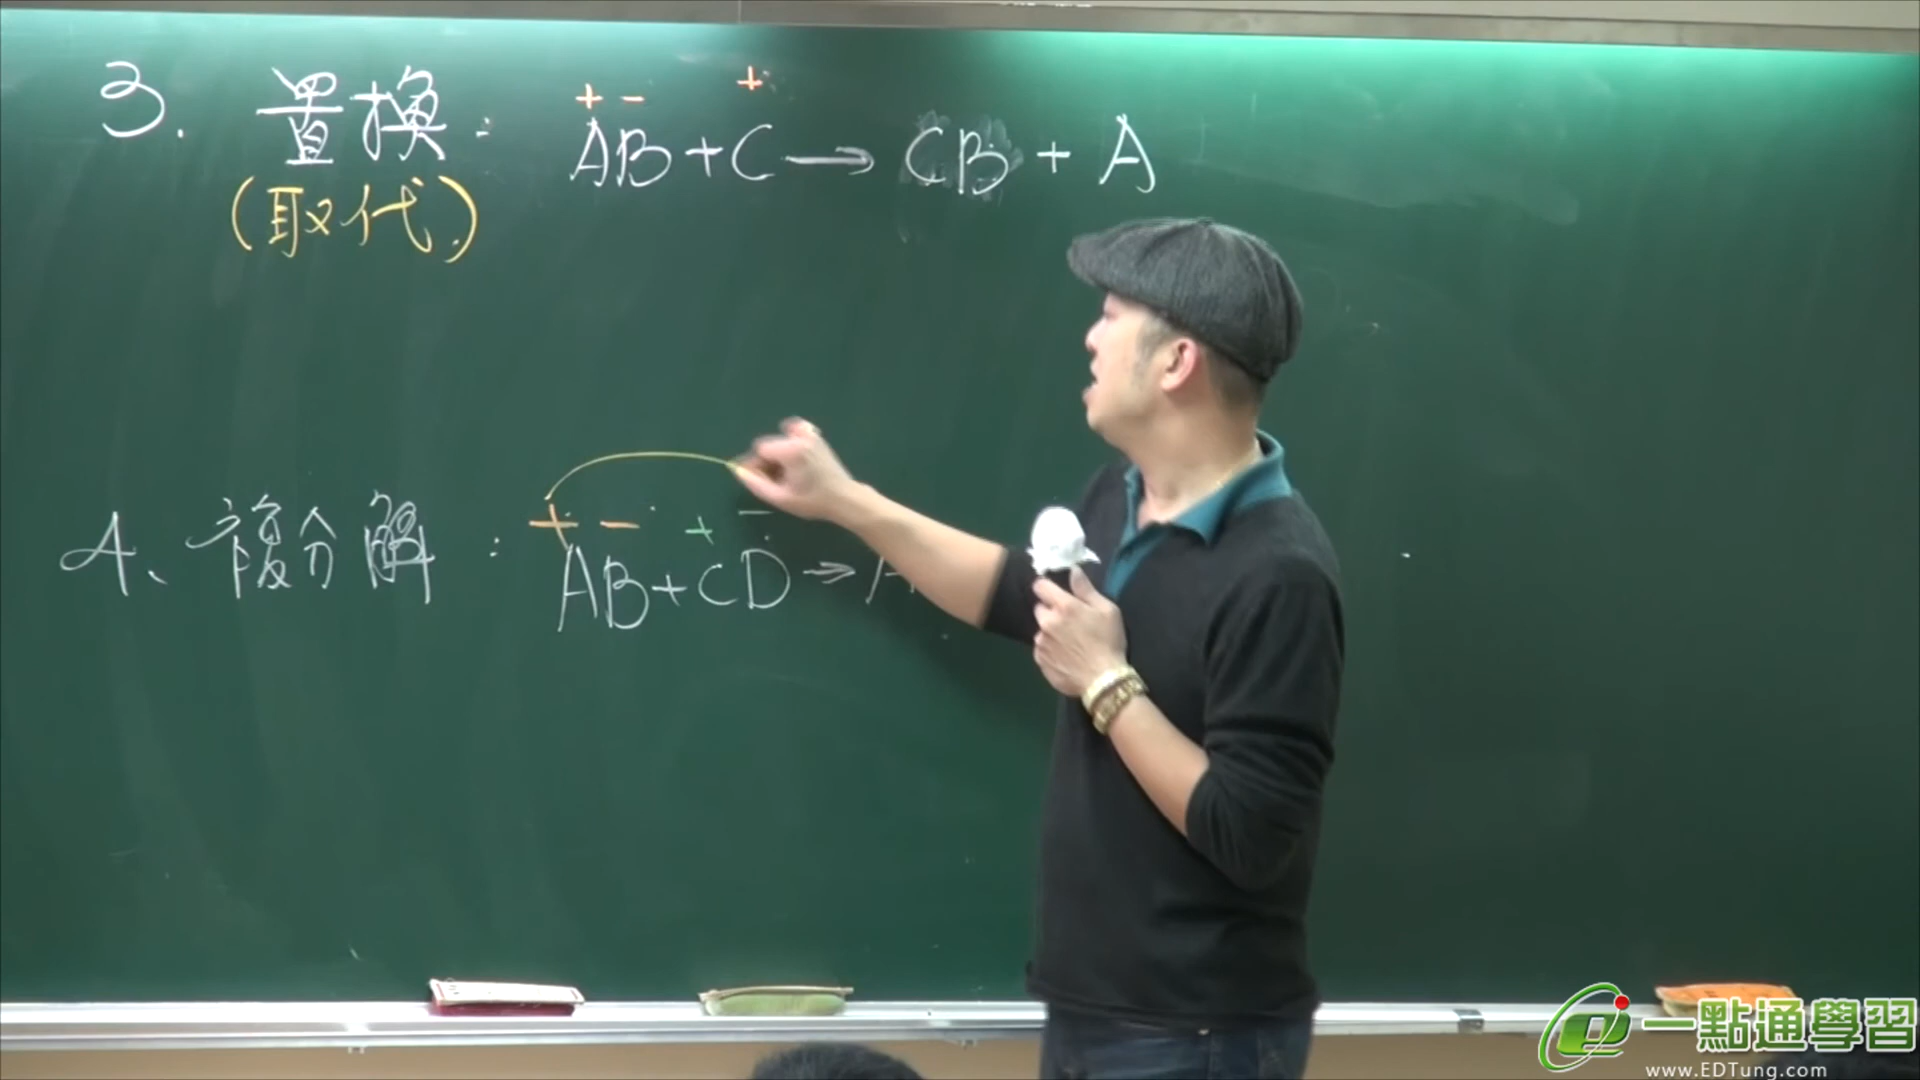 3. 置換: AB + C → CB + A
+ - +
(取代)
4、複分解: AB + CD → A
+ - + -
一點通學習
www.EDTung.com